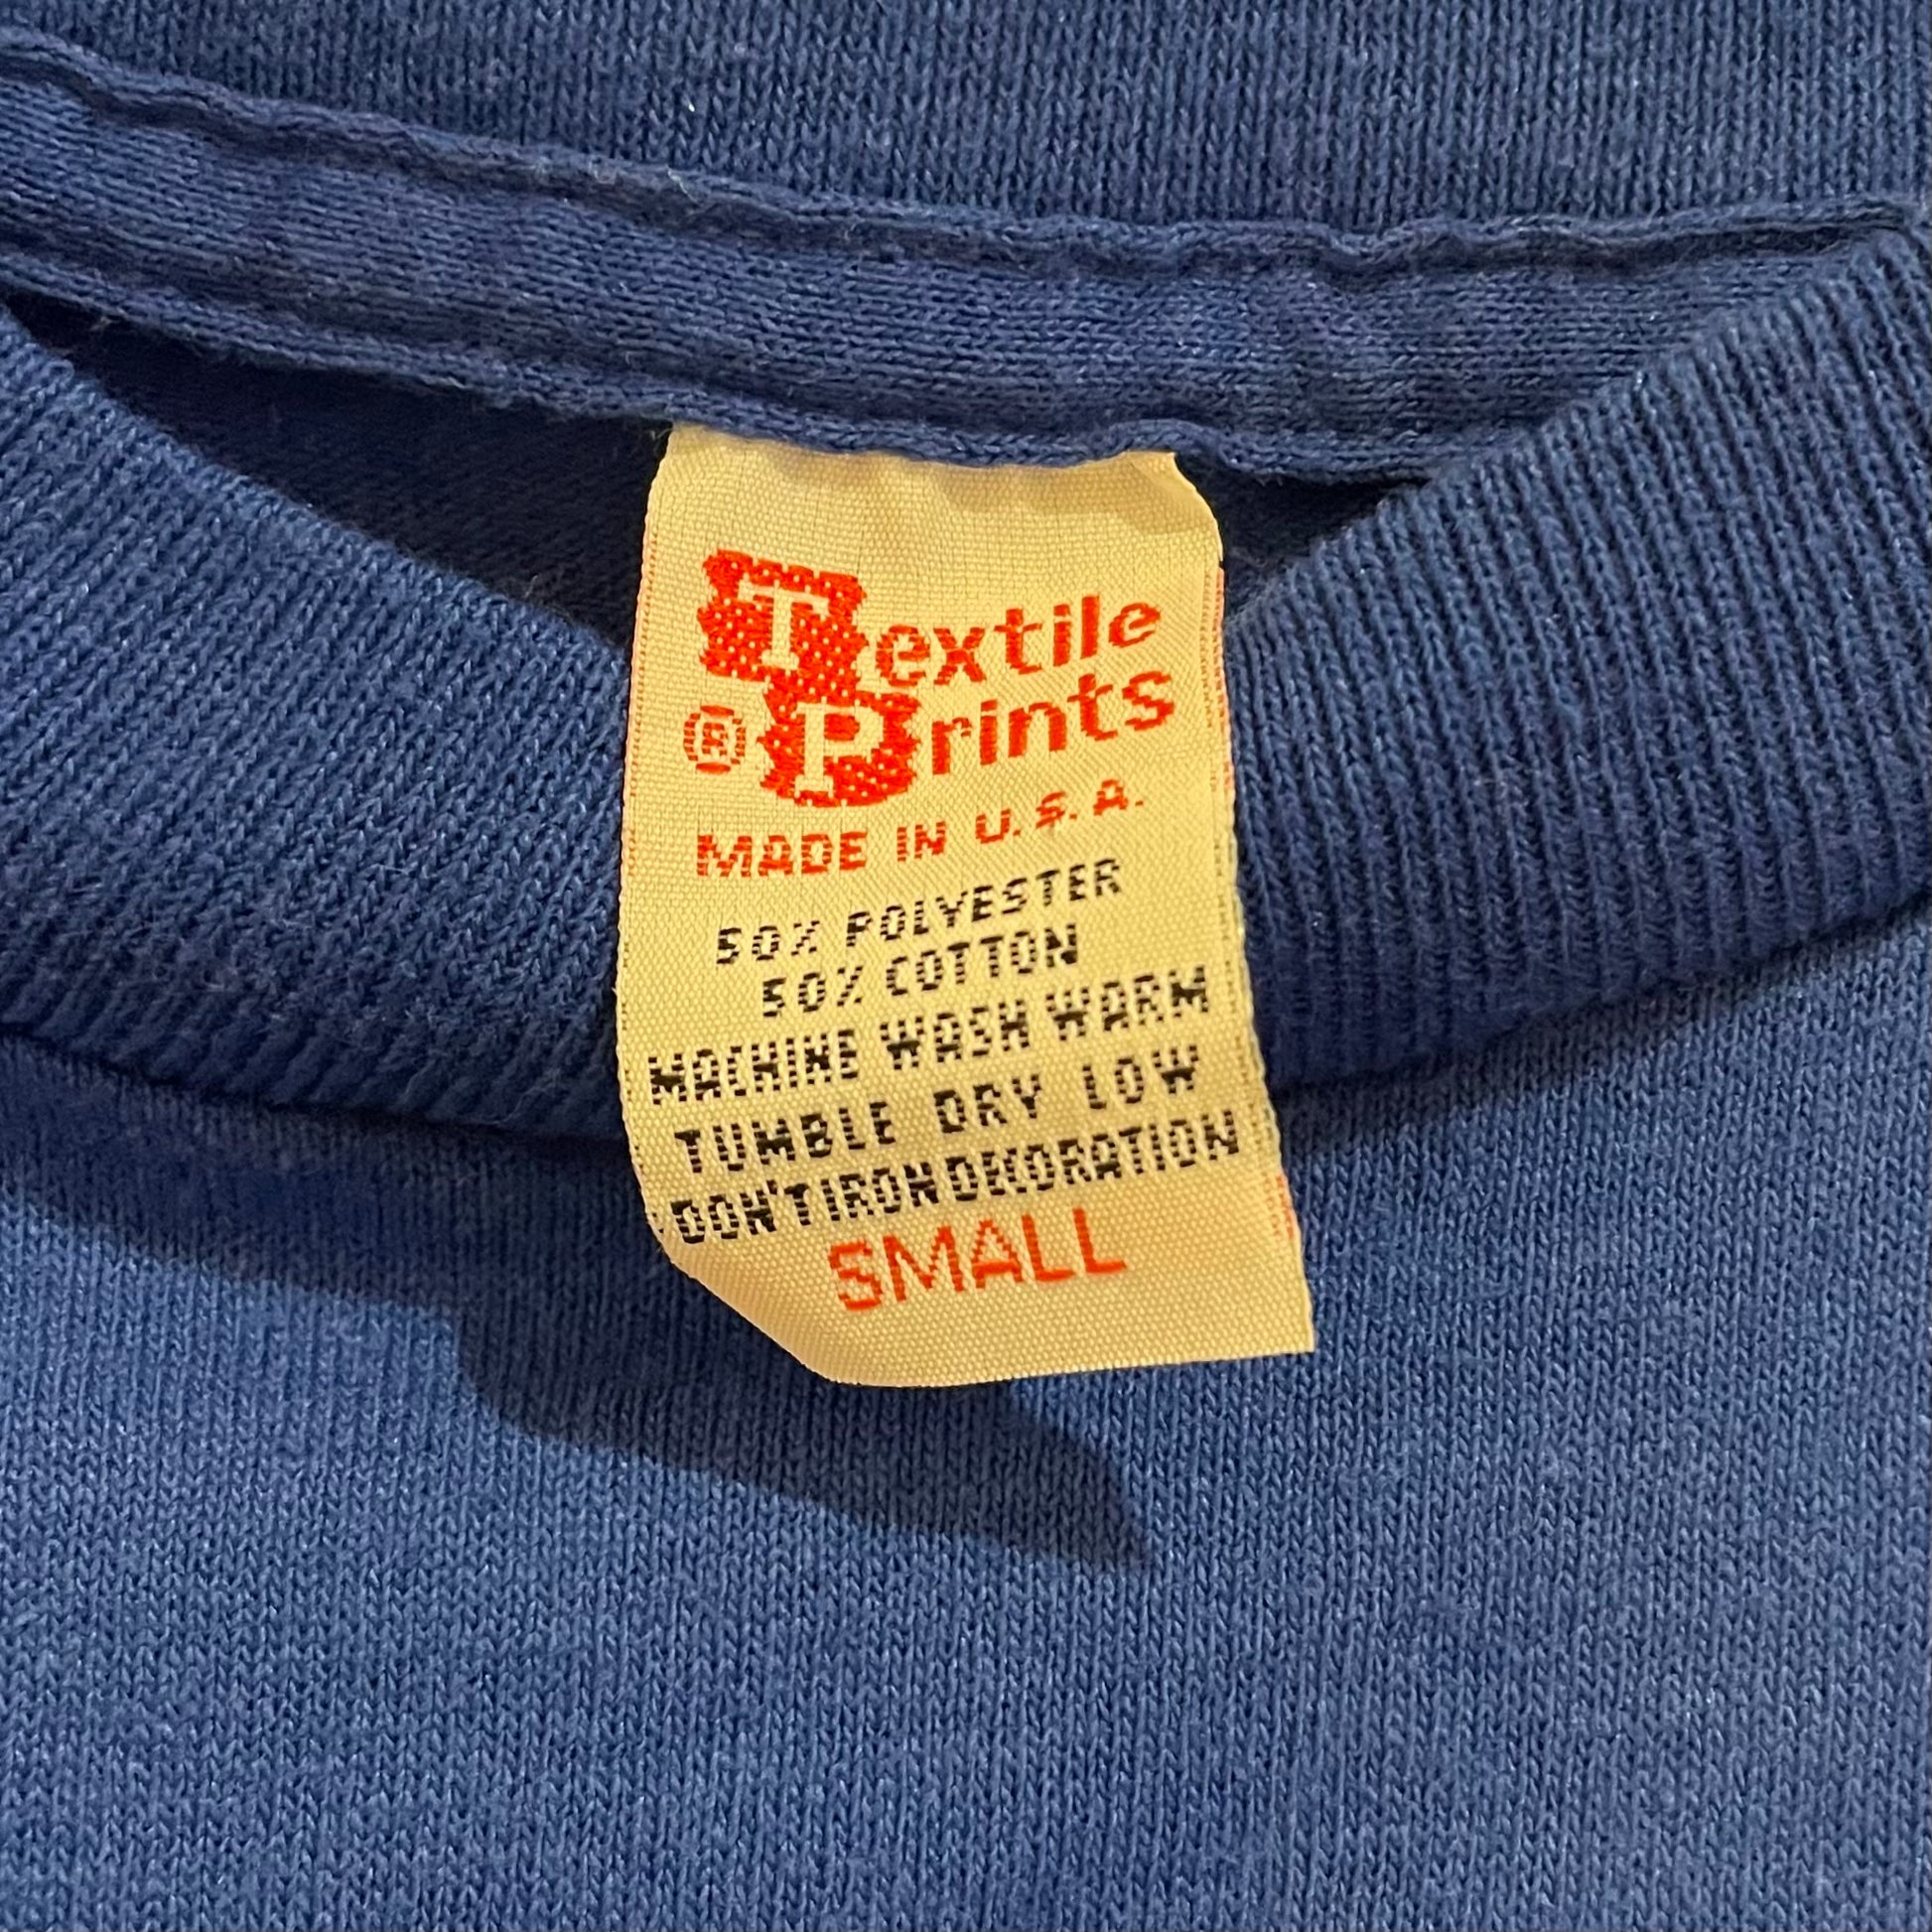 Textile
® Prints
MADE IN U.S.A.
50% POLYESTER
50% COTTON
MACHINE WASH WARM
TUMBLE DRY LOW
DON'T IRON DECORATION
SMALL